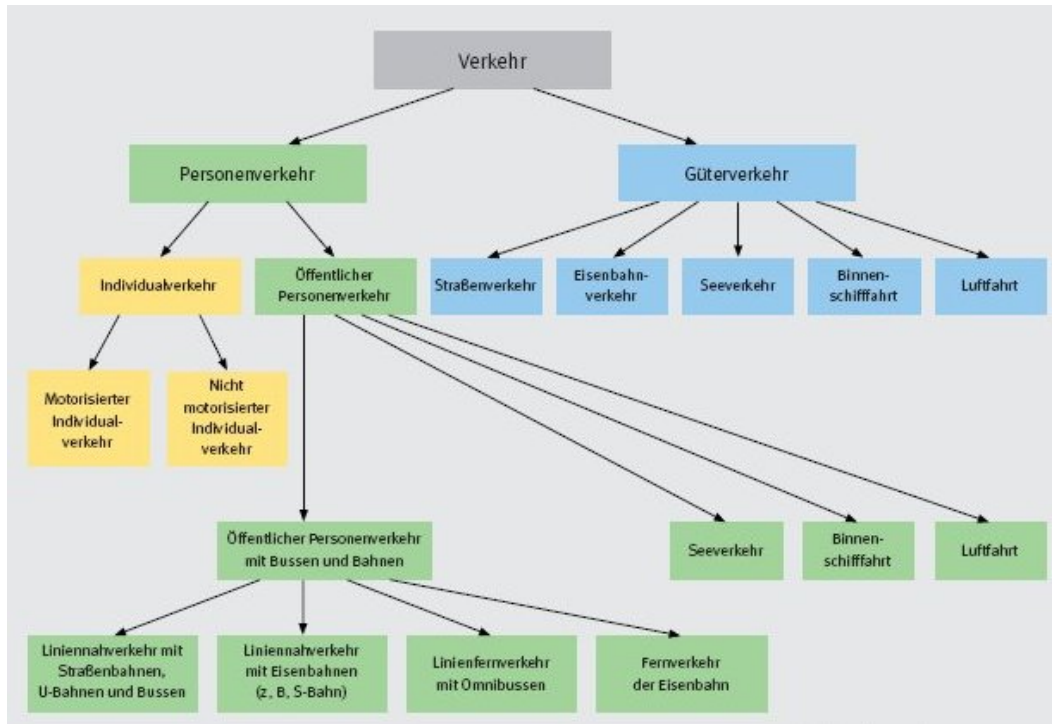 Verkehr
Personenverkehr
Güterverkehr
Individualverkehr
Öffentlicher
Personenverkehr
Straßenverkehr
Eisenbahn-
verkehr
Seeverkehr
Binnen-
schifffahrt
Luftfahrt
Motorisierter
Individual-
verkehr
Nicht
motorisierter
Individual-
verkehr
Öffentlicher Personenverkehr
mit Bussen und Bahnen
Seeverkehr
Binnen-
schifffahrt
Luftfahrt
Liniennahverkehr mit
Straßenbahnen,
U-Bahnen und Bussen
Liniennahverkehr
mit Eisenbahnen
(z, B, S-Bahn)
Linienfernverkehr
mit Omnibussen
Fernverkehr
der Eisenbahn